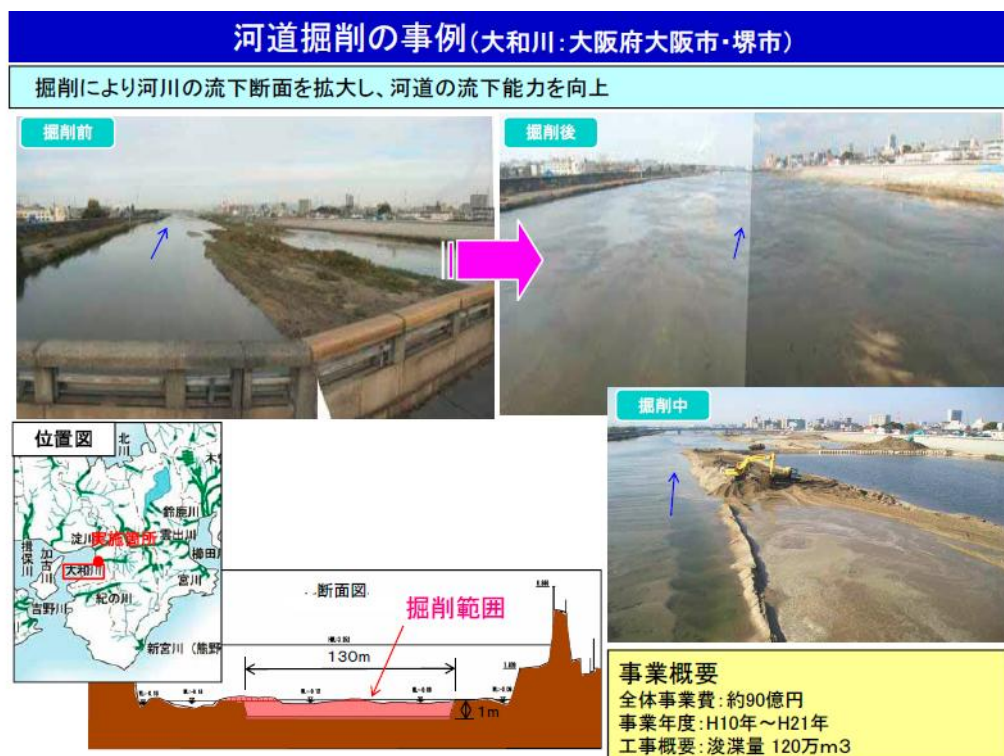 河道掘削の事例(大和川:大阪府大阪市・堺市)
掘削により河川の流下断面を拡大し、河道の流下能力を向上
掘削前
掘削後
掘削中
位置図
北川
鈴鹿川
淀川
実施箇所
雲出川
櫛田川
揖保川
加古川
大和川
宮川
紀の川
吉野川
新宮川(熊野
断面図
掘削範囲
130m
1m
事業概要
全体事業費:約90億円
事業年度:H10年~H21年
工事概要:浚渫量 120万m3